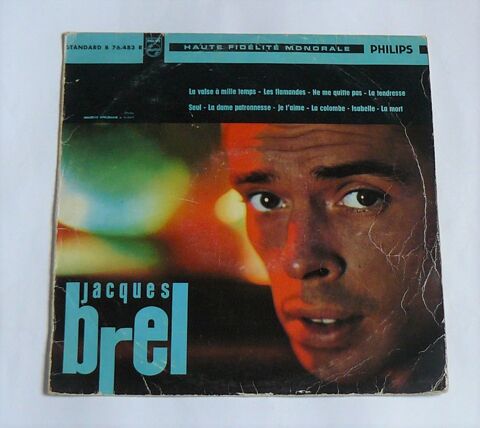 STANDARD B 76.483 R
HAUTE FIDÉLITÉ MONORALE
PHILIPS
La valse à mille temps - Les flamandes - Ne me quitte pas - La tendresse
Seul - La dame patronnesse - Je t'aime - La colombe - Isabelle - La mort
jacques
brel